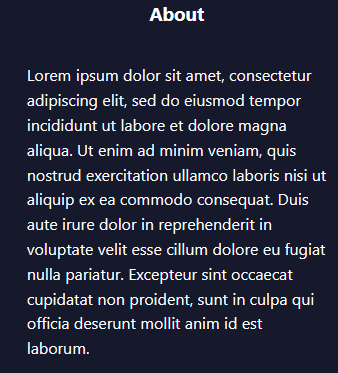 About
Lorem ipsum dolor sit amet, consectetur
adipiscing elit, sed do eiusmod tempor
incididunt ut labore et dolore magna
aliqua. Ut enim ad minim veniam, quis
nostrud exercitation ullamco laboris nisi ut
aliquip ex ea commodo consequat. Duis
aute irure dolor in reprehenderit in
voluptate velit esse cillum dolore eu fugiat
nulla pariatur. Excepteur sint occaecat
cupidatat non proident, sunt in culpa qui
officia deserunt mollit anim id est
laborum.